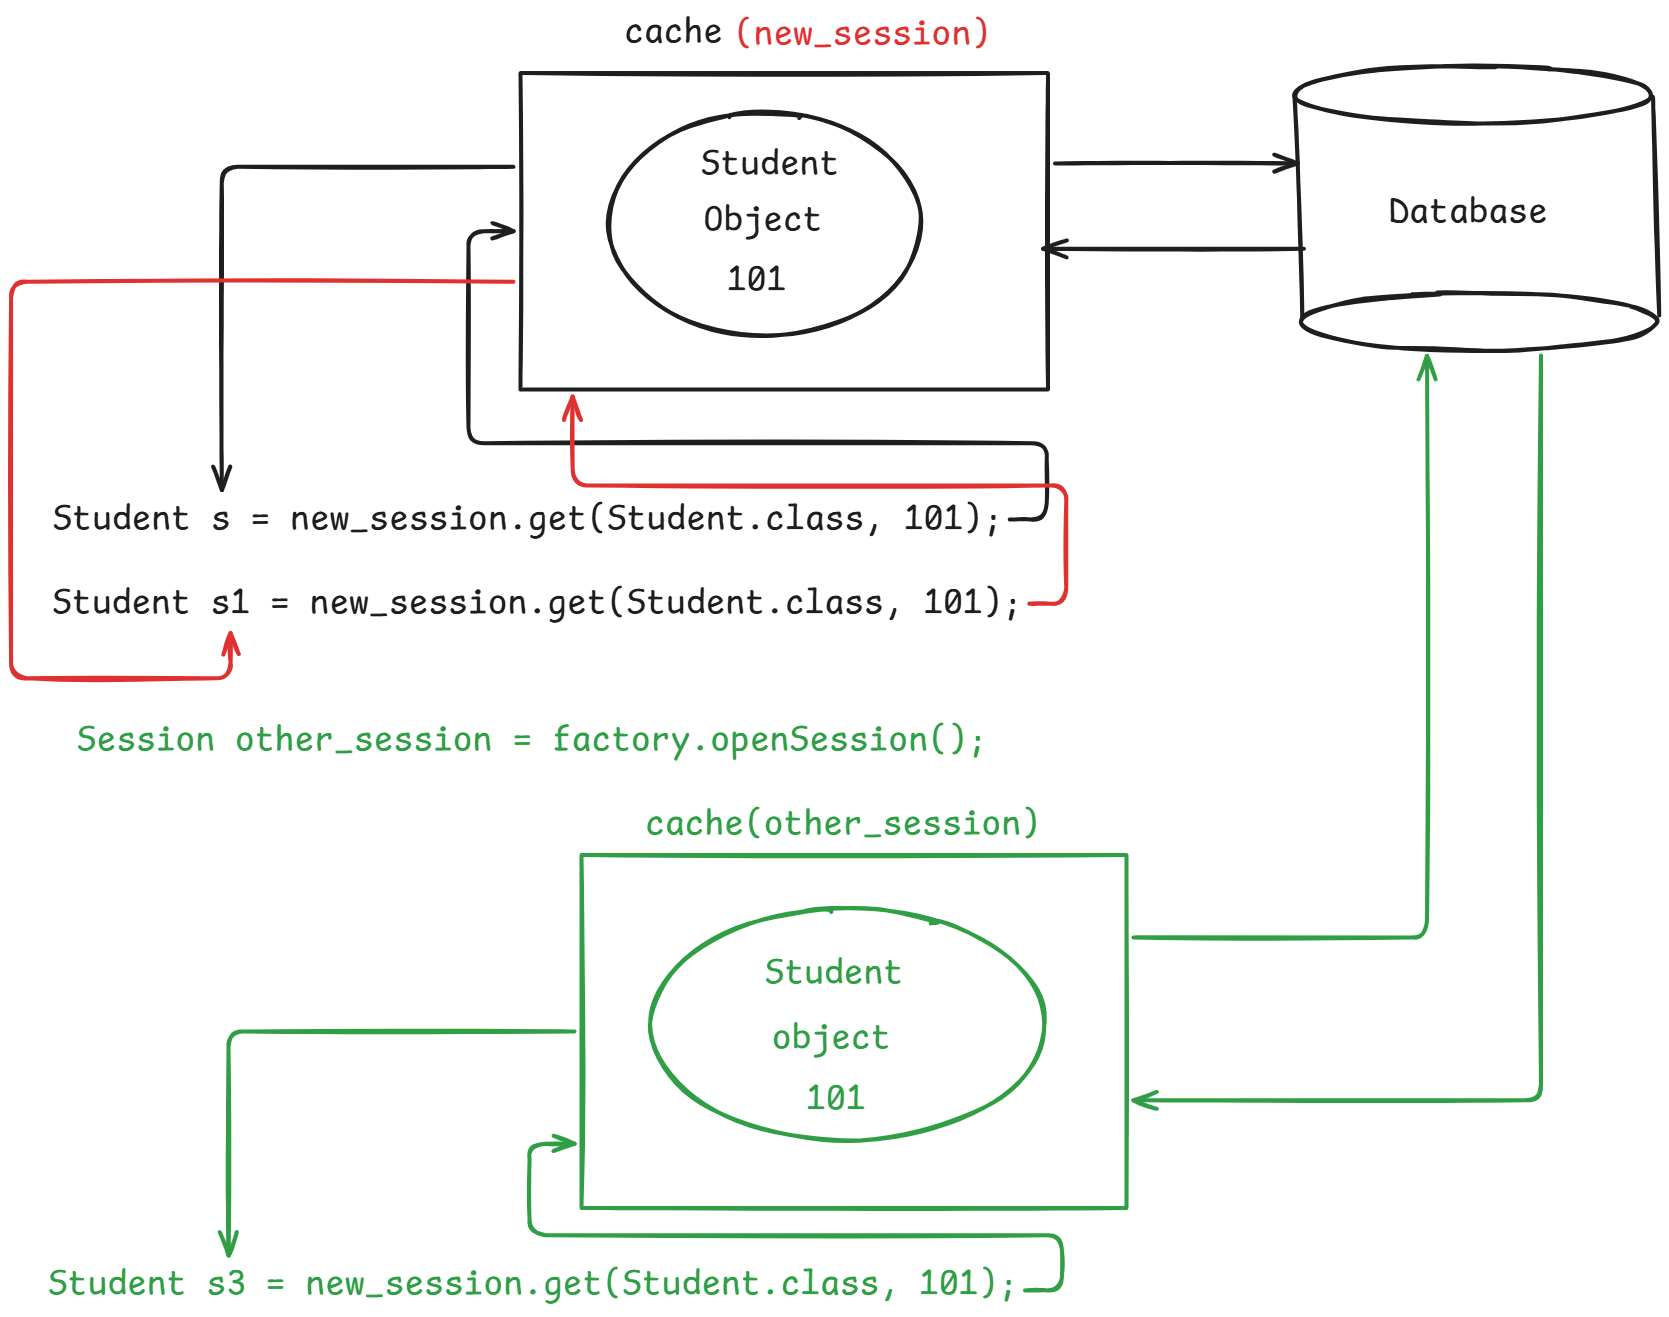 cache (new_session)
Student
Object
101
Database
Student s = new_session.get(Student.class, 101);
Student s1 = new_session.get(Student.class, 101);
Session other_session = factory.openSession();
cache(other_session)
Student
object
101
Student s3 = new_session.get(Student.class, 101);